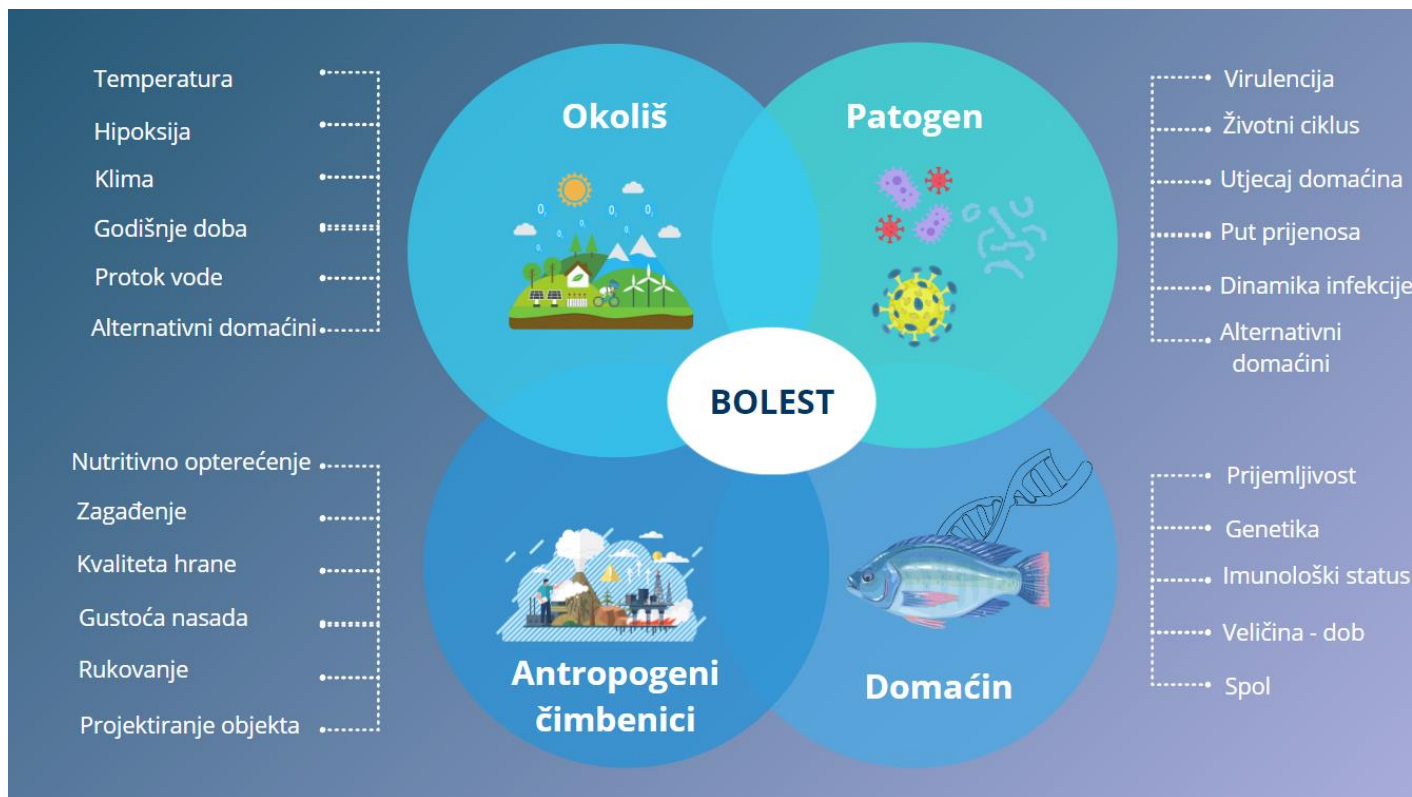 Temperatura
Hipoksija
Klima
Godišnje doba
Protok vode
Alternativni domaćini
Okoliš
Patogen
Virulencija
Životni ciklus
Utjecaj domaćina
Put prijenosa
Dinamika infekcije
Alternativni
domaćini
BOLEST
Nutritivno opterećenje
Zagađenje
Kvaliteta hrane
Gustoća nasada
Rukovanje
Projektiranje objekta
Antropogeni
čimbenici
Domaćin
Prijemljivost
Genetika
Imunološki status
Veličina - dob
Spol